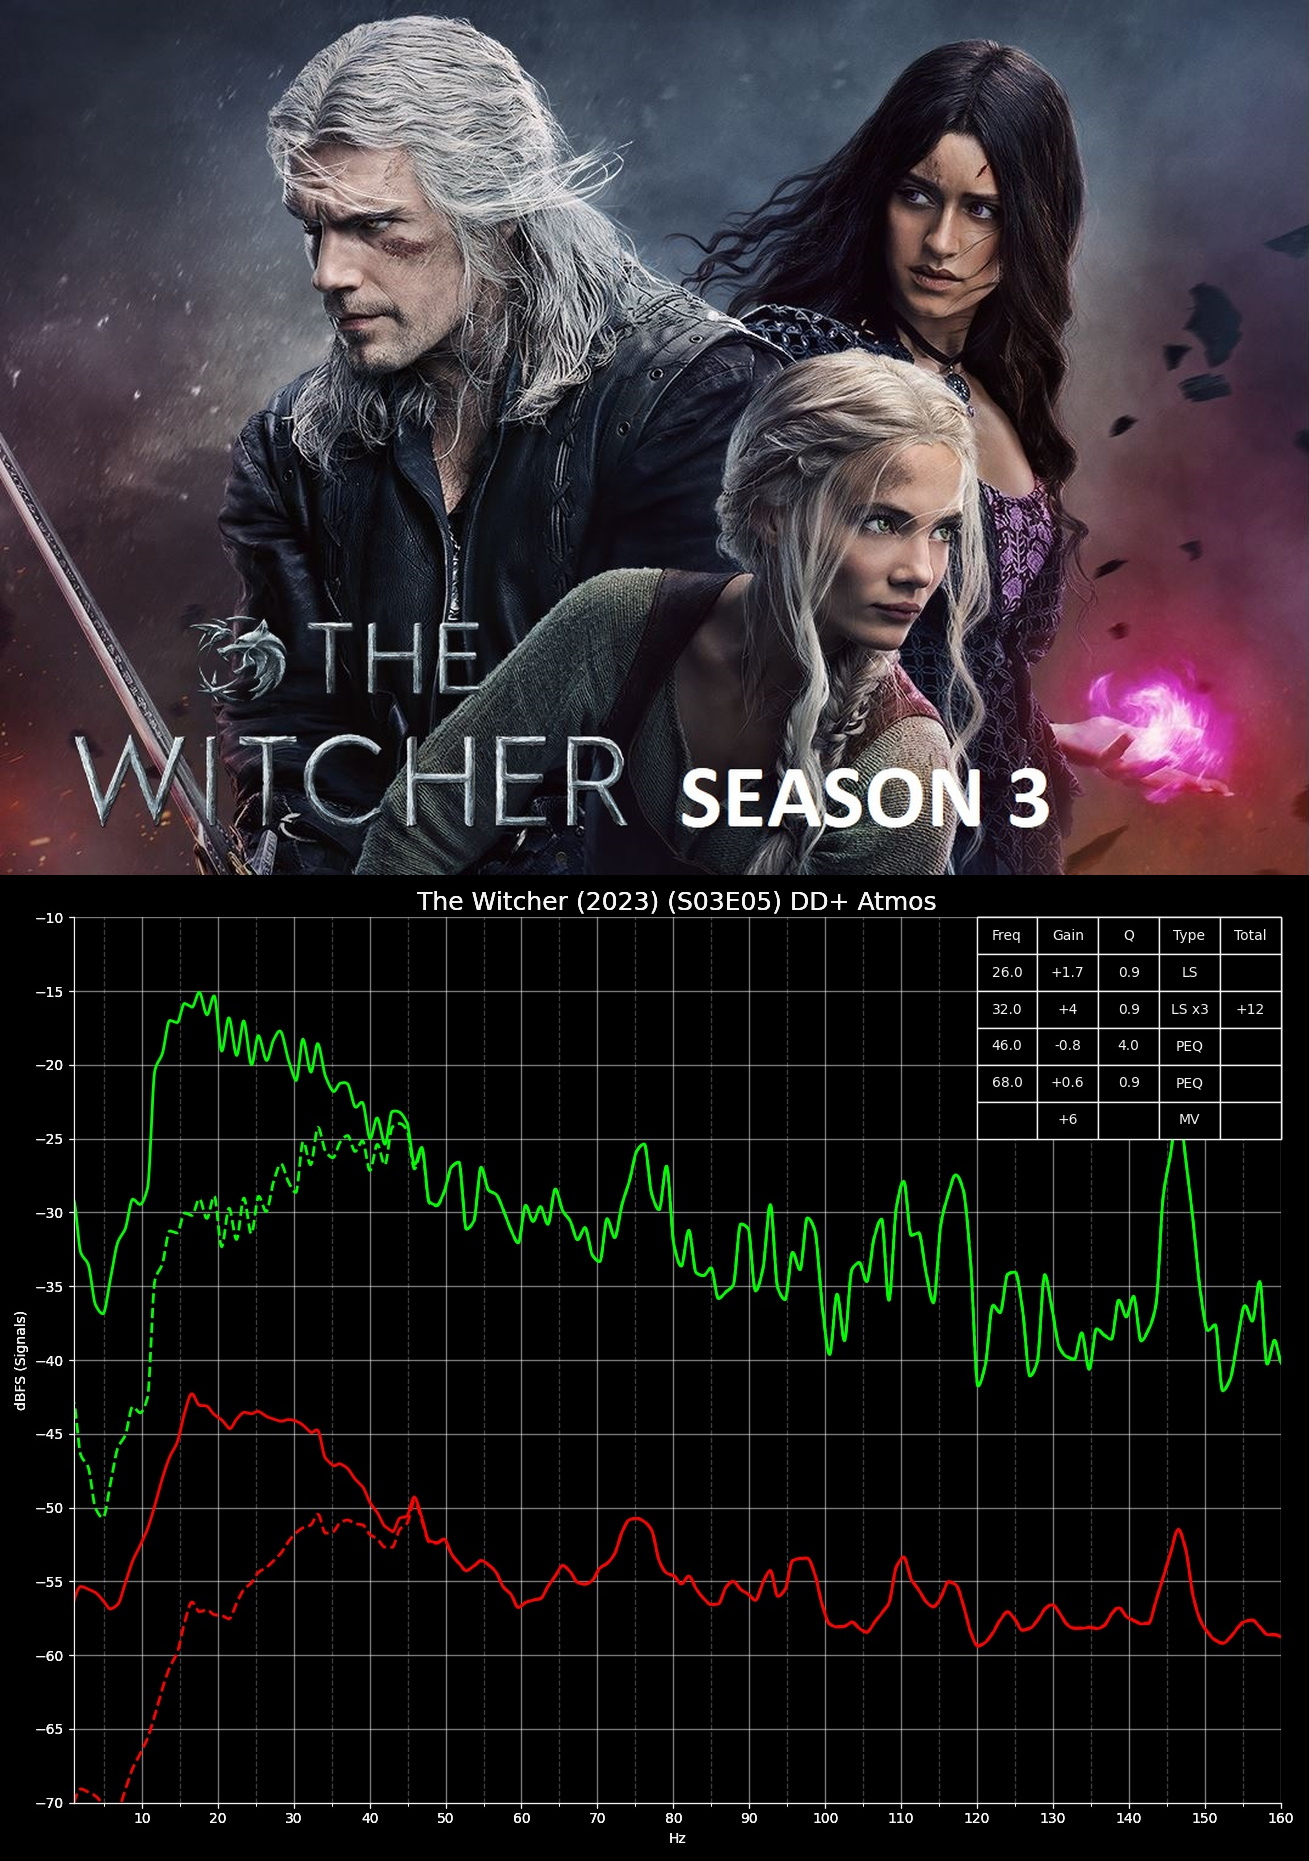 THE
WITCHER SEASON 3
The Witcher (2023) (S03E05) DD+ Atmos
Freq Gain Q Type Total
26.0 +1.7 0.9 LS
32.0 +4 0.9 LS x3 +12
46.0 -0.8 4.0 PEQ
68.0 +0.6 0.9 PEQ
+6 MV
dBFS (Signals)
−10
−15
−20
−25
−30
−35
−40
−45
−50
−55
−60
−65
−70
10 20 30 40 50 60 70 80 90 100 110 120 130 140 150 160
Hz